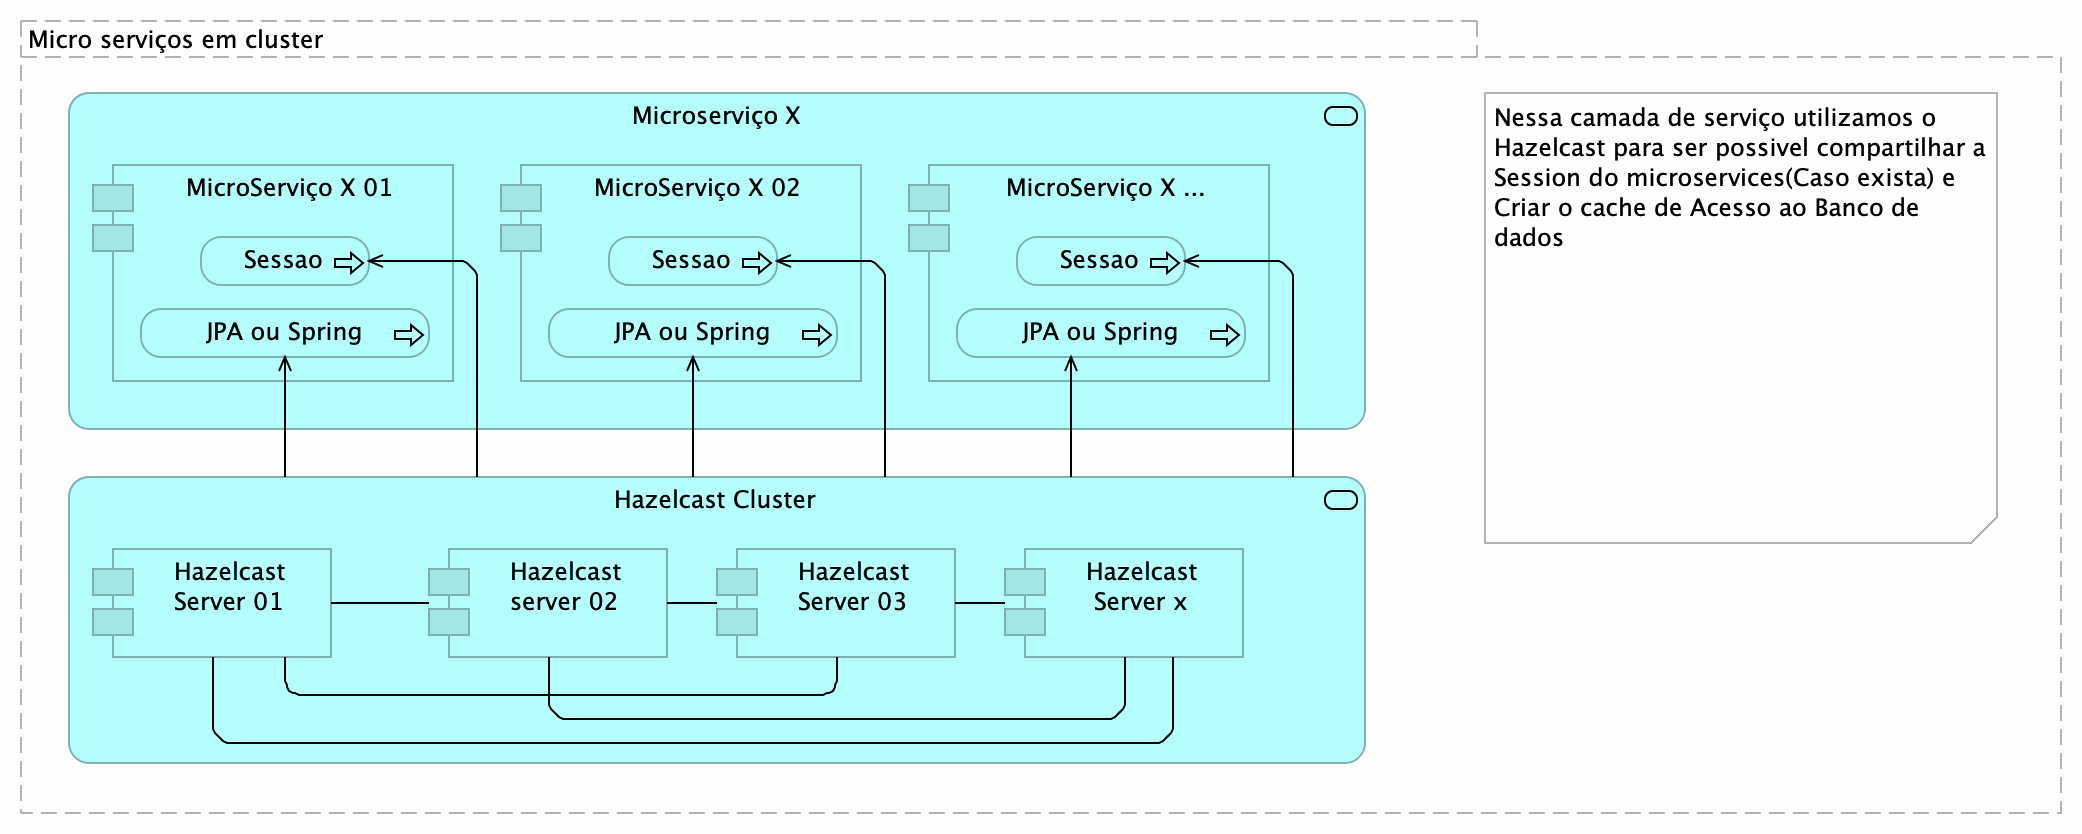 Micro serviços em cluster
Microserviço X
MicroServiço X 01
Sessao
JPA ou Spring
MicroServiço X 02
Sessao
JPA ou Spring
MicroServiço X ...
Sessao
JPA ou Spring
Hazelcast Cluster
Hazelcast
Server 01
Hazelcast
server 02
Hazelcast
Server 03
Hazelcast
Server x
Nessa camada de serviço utilizamos o
Hazelcast para ser possivel compartilhar a
Session do microservices(Caso exista) e
Criar o cache de Acesso ao Banco de
dados